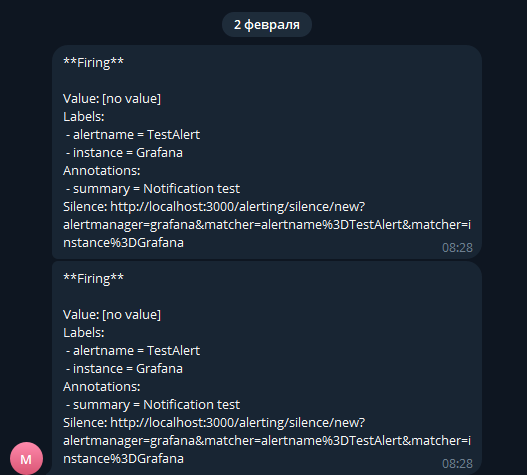 2 февраля
**Firing**
Value: [no value]
Labels:
- alertname = TestAlert
- instance = Grafana
Annotations:
- summary = Notification test
Silence: http://localhost:3000/alerting/silence/new?
alertmanager=grafana&matcher=alertname%3DTestAlert&matcher=i
nstance%3DGrafana
08:28
**Firing**
Value: [no value]
Labels:
- alertname = TestAlert
- instance = Grafana
Annotations:
- summary = Notification test
Silence: http://localhost:3000/alerting/silence/new?
alertmanager=grafana&matcher=alertname%3DTestAlert&matcher=i
nstance%3DGrafana
08:28
M